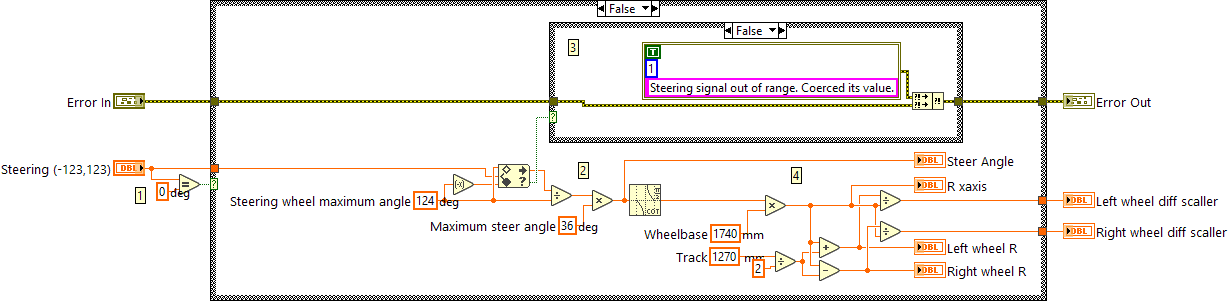 False
False
3
T
1
Steering signal out of range. Coerced its value.
?! ?! ?!
Error In
Error Out
?
Steering (-123,123)
DBL
1
0 deg
=
?
(-x)
?
2
DBL
Steer Angle
Steering wheel maximum angle 124 deg
÷
×
COT
4
DBL
R xaxis
Maximum steer angle 36 deg
×
÷
DBL
Left wheel diff scaller
Wheelbase 1740 mm
÷
DBL
Right wheel diff scaller
Track 1270 mm
2
÷
+
DBL
Left wheel R
−
DBL
Right wheel R